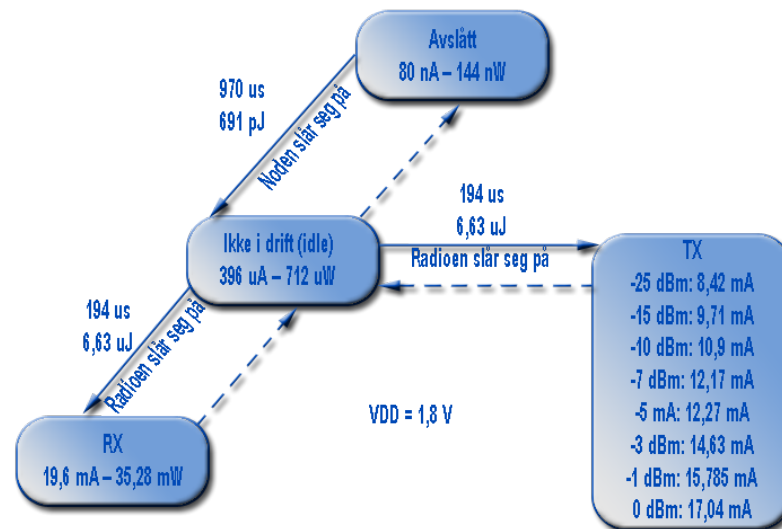 Avslått
80 nA – 144 nW
970 us
691 pJ
Noden slår seg på
194 us
6,63 uJ
Radioen slår seg på
Ikke i drift (idle)
396 uA – 712 uW
TX
-25 dBm: 8,42 mA
-15 dBm: 9,71 mA
-10 dBm: 10,9 mA
-7 dBm: 12,17 mA
-5 mA: 12,27 mA
-3 dBm: 14,63 mA
-1 dBm: 15,785 mA
0 dBm: 17,04 mA
194 us
6,63 uJ
Radioen slår seg på
VDD = 1,8 V
RX
19,6 mA – 35,28 mW